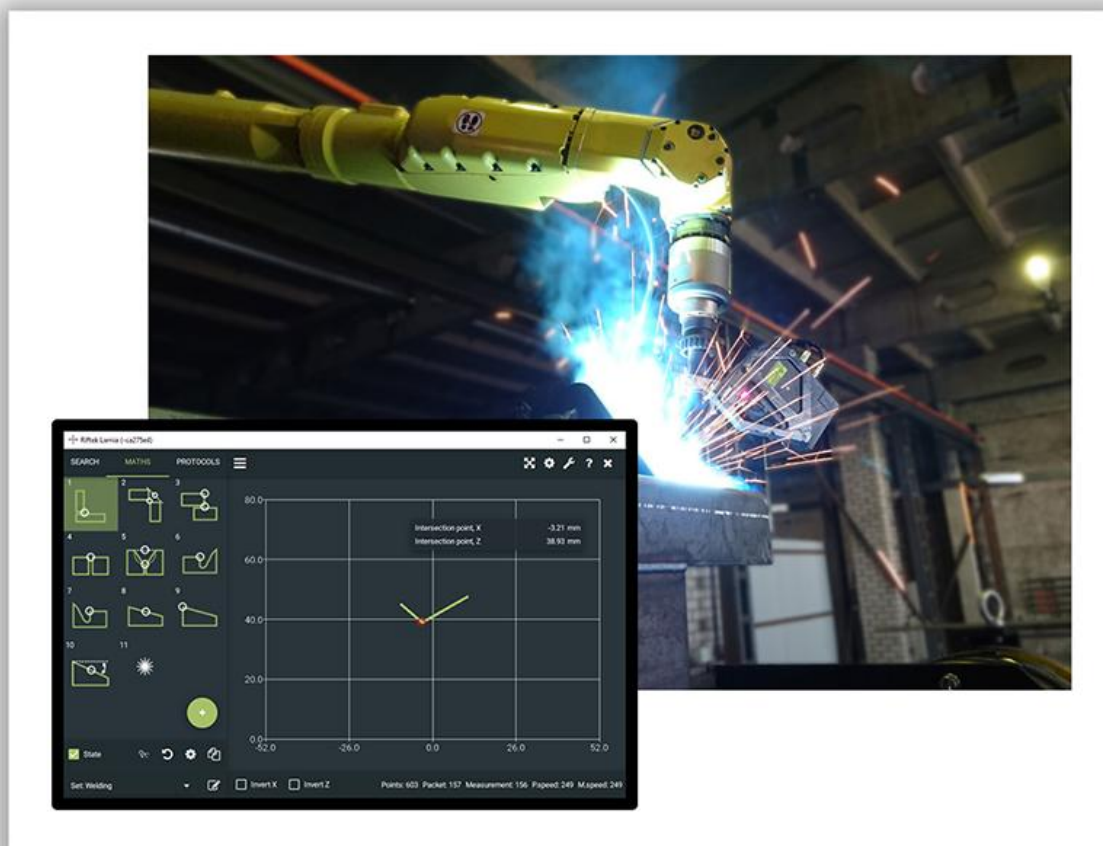 Riftek Lamia (-ca275ed)
SEARCH MATHS PROTOCOLS
? 
1 2 3
4 5 6
7 8 9
10 11
+
80.0
60.0
40.0
20.0
0.0
-52.0 -26.0 0.0 26.0 52.0
Intersection point, X -3.21 mm
Intersection point, Z 38.93 mm
State
Set: Welding
Invert X Invert Z Points: 603 Packet: 157 Measurement: 156 P.speed: 249 M.speed: 249